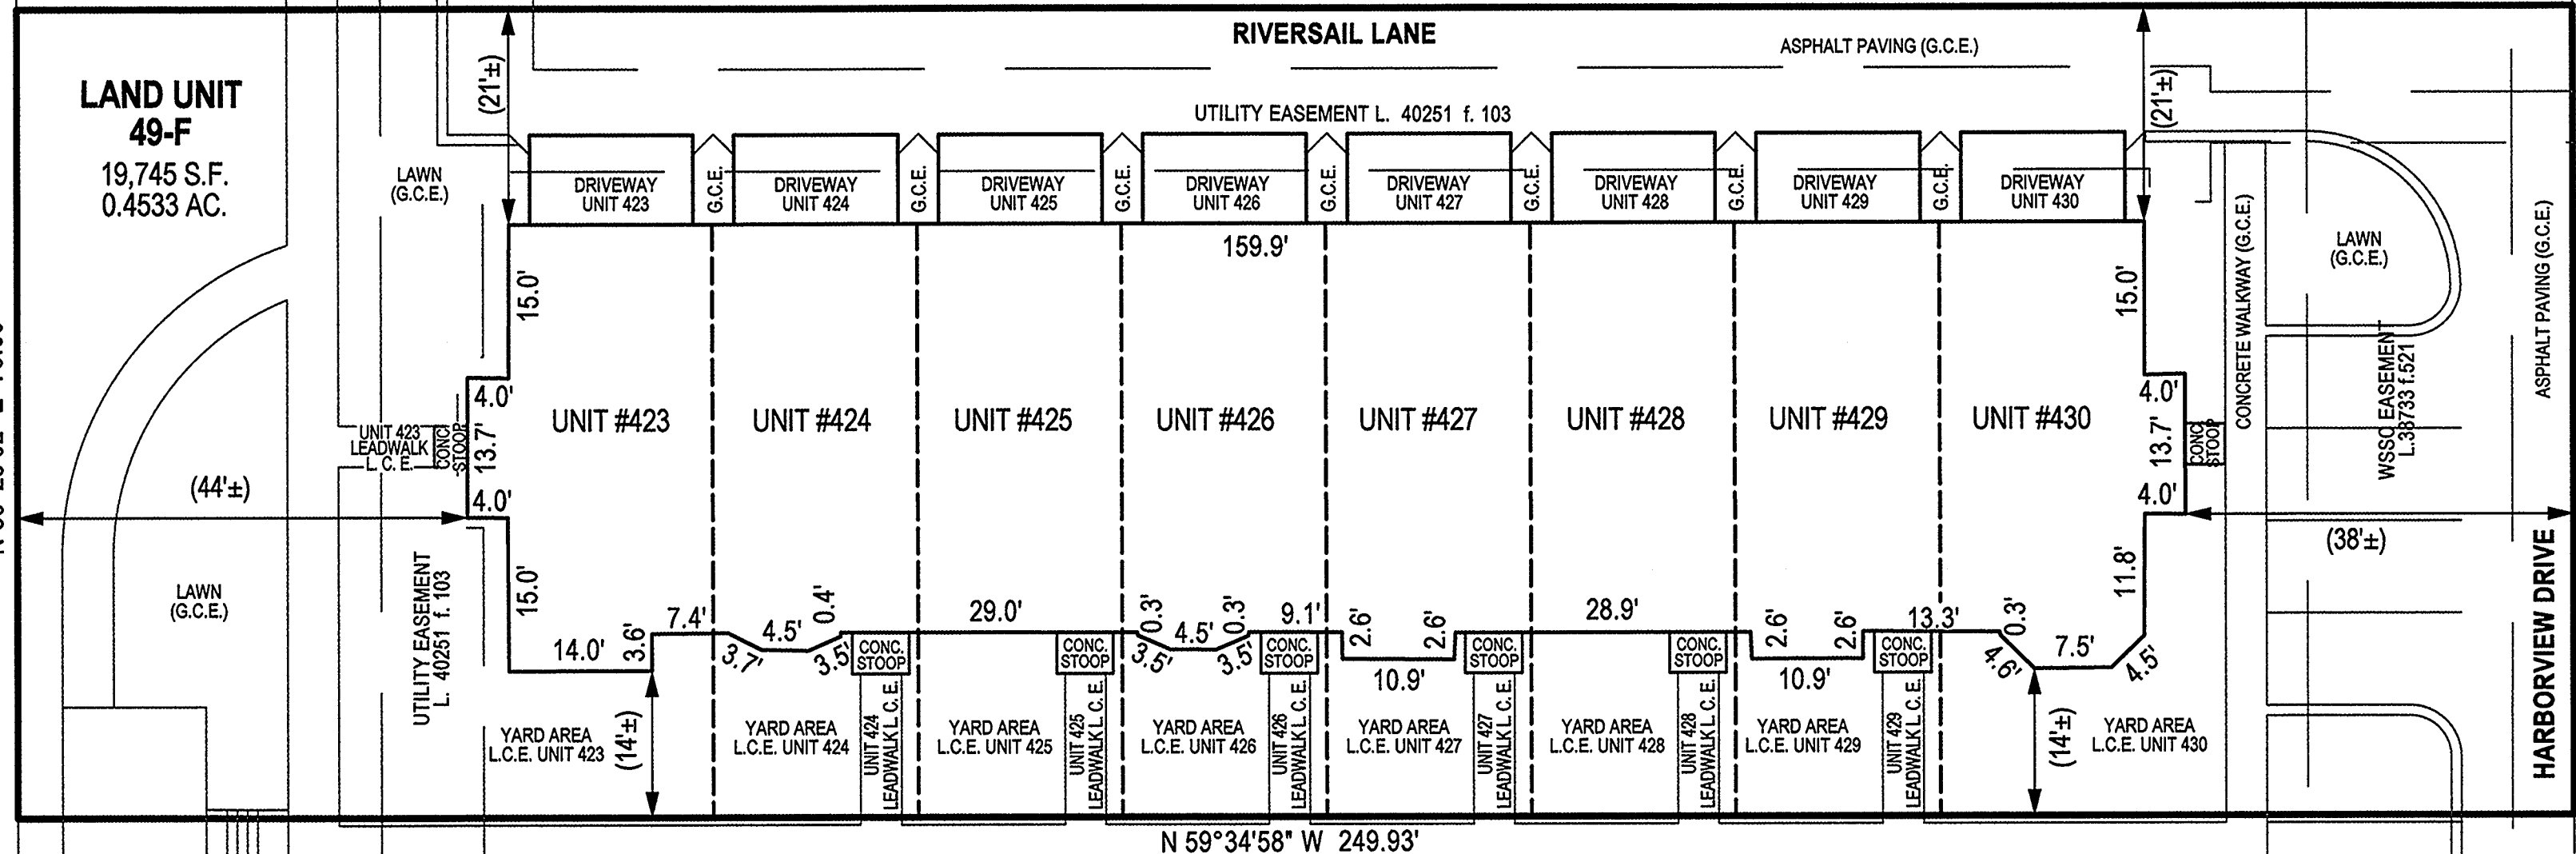 RIVERSAIL LANE
ASPHALT PAVING (G.C.E.)
(21'±)
(21'±)
LAND UNIT
49-F
19,745 S.F.
0.4533 AC.
UTILITY EASEMENT L. 40251 f. 103
LAWN
(G.C.E.)
DRIVEWAY
UNIT 423
G.C.E.
DRIVEWAY
UNIT 424
G.C.E.
DRIVEWAY
UNIT 425
G.C.E.
DRIVEWAY
UNIT 426
G.C.E.
DRIVEWAY
UNIT 427
G.C.E.
DRIVEWAY
UNIT 428
G.C.E.
DRIVEWAY
UNIT 429
G.C.E.
DRIVEWAY
UNIT 430
159.9'
15.0'
15.0'
CONCRETE WALKWAY (G.C.E.)
LAWN
(G.C.E.)
ASPHALT PAVING (G.C.E.)
WSSC EASEMENT
L.38733 f.521
4.0'
13.7'
4.0'
UNIT 423
LEADWALK
L. C. E.
CONC.
STOOP
UNIT #423
UNIT #424
UNIT #425
UNIT #426
UNIT #427
UNIT #428
UNIT #429
UNIT #430
4.0'
13.7'
4.0'
CONC.
STOOP
(44'±)
(38'±)
LAWN
(G.C.E.)
UTILITY EASEMENT
L. 40251 f. 103
15.0'
14.0'
3.6'
7.4'
3.7'
4.5'
3.5'
0.4'
CONC.
STOOP
29.0'
CONC.
STOOP
0.3'
3.5'
4.5'
3.5'
0.3'
9.1'
CONC.
STOOP
2.6'
10.9'
2.6'
CONC.
STOOP
28.9'
CONC.
STOOP
2.6'
10.9'
2.6'
CONC.
STOOP
13.3'
0.3'
4.6'
7.5'
4.5'
11.8'
HARBORVIEW DRIVE
YARD AREA
L.C.E. UNIT 423
(14'±)
YARD AREA
L.C.E. UNIT 424
UNIT 424
LEADWALK L. C. E.
YARD AREA
L.C.E. UNIT 425
UNIT 425
LEADWALK L. C. E.
YARD AREA
L.C.E. UNIT 426
UNIT 426
LEADWALK L. C. E.
YARD AREA
L.C.E. UNIT 427
UNIT 427
LEADWALK L. C. E.
YARD AREA
L.C.E. UNIT 428
UNIT 428
LEADWALK L. C. E.
YARD AREA
L.C.E. UNIT 429
UNIT 429
LEADWALK L. C. E.
(14'±)
YARD AREA
L.C.E. UNIT 430
N 59°34'58" W 249.93'